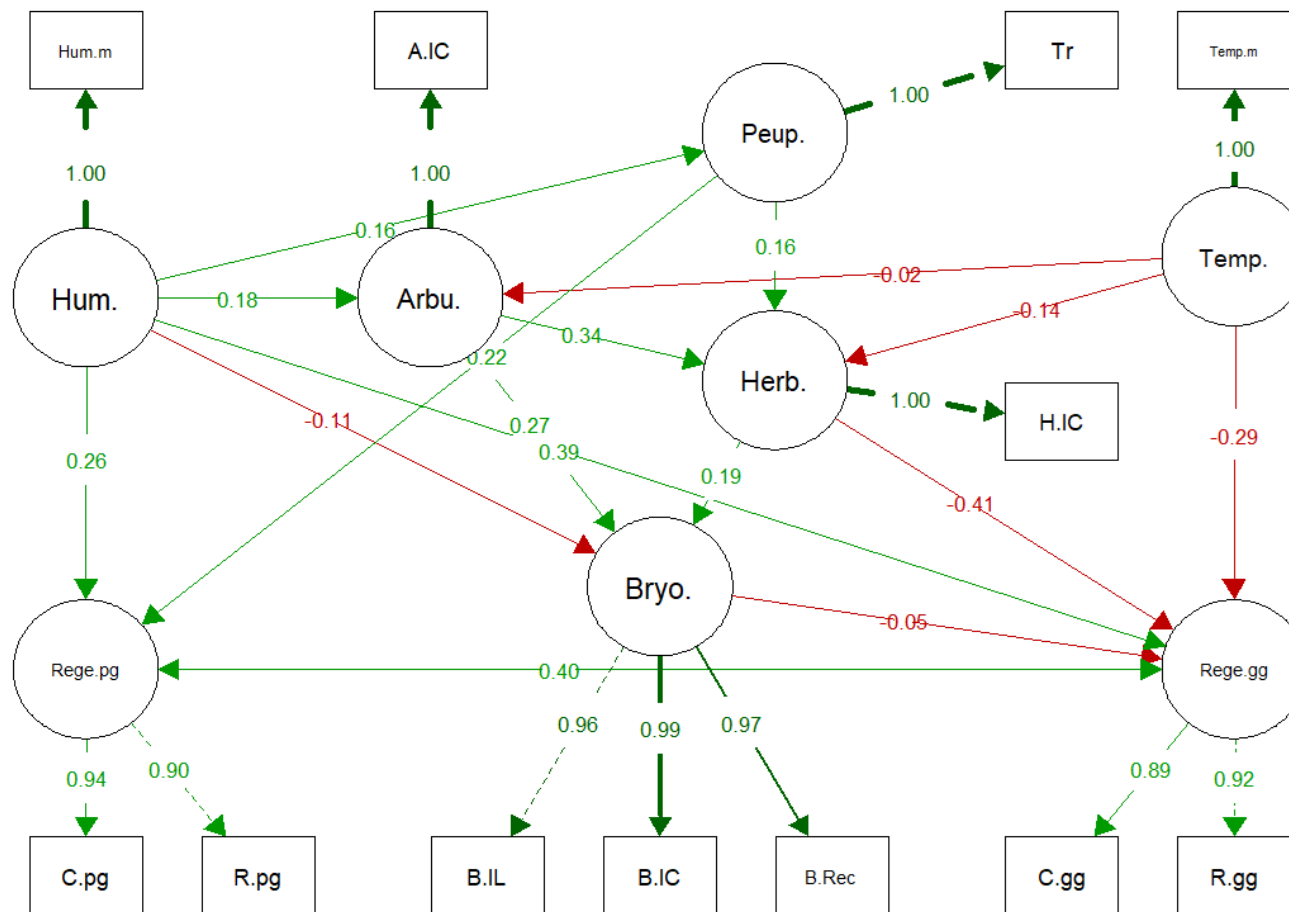 Hum.m
A.IC
Tr
Temp.m
1.00
1.00
1.00
1.00
Peup.
0.16
0.16
Temp.
-0.02
Hum.
0.18
Arbu.
-0.14
0.34
0.22
Herb.
1.00
H.IC
-0.11
0.27
0.39
-0.29
0.26
0.19
-0.41
Bryo.
-0.05
Rege.pg
0.40
Rege.gg
0.96
0.99
0.97
0.94
0.90
0.89
0.92
C.pg
R.pg
B.IL
B.IC
B.Rec
C.gg
R.gg